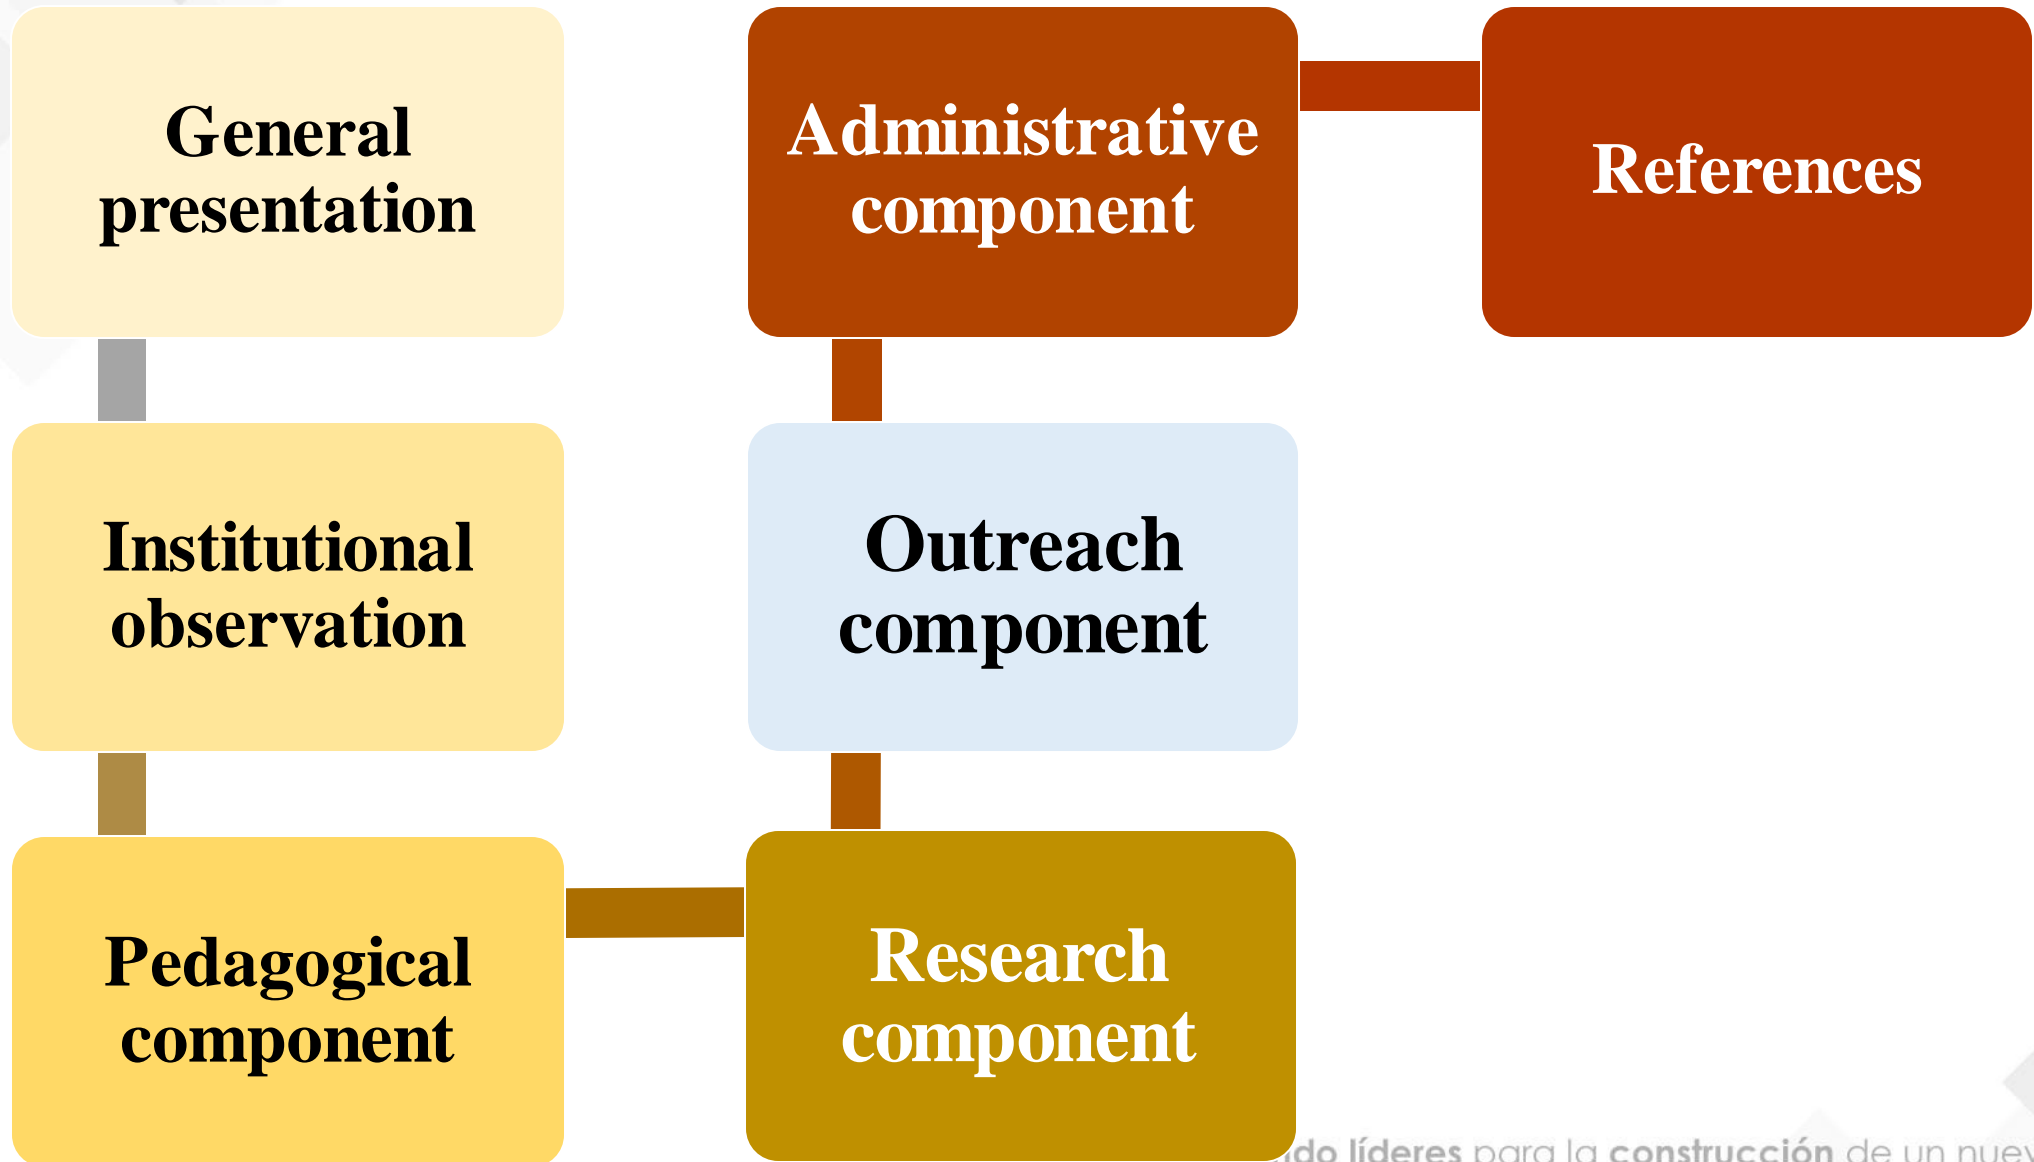 General
presentation
Institutional
observation
Pedagogical
component
Research
component
Outreach
component
Administrative
component
References
líderes para la construcción de un